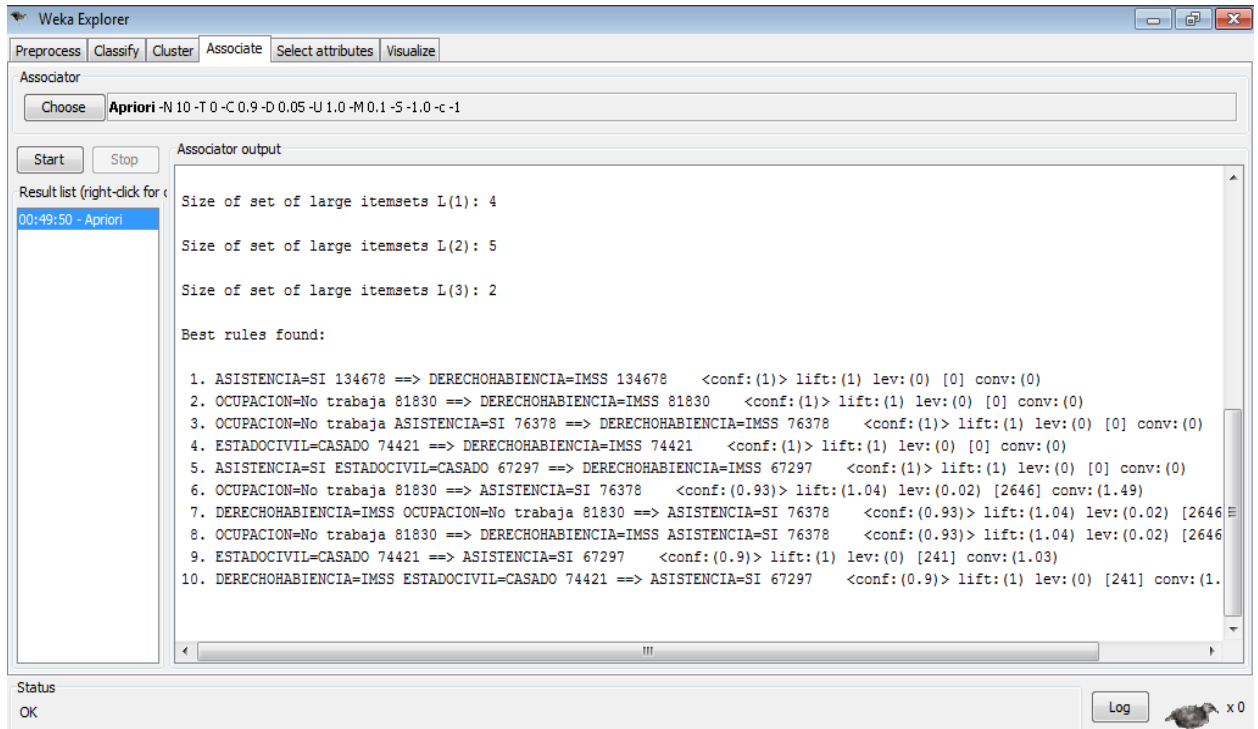 Weka Explorer
Preprocess Classify Cluster Associate Select attributes Visualize
Associator
Choose Apriori -N 10 -T 0 -C 0.9 -D 0.05 -U 1.0 -M 0.1 -S -1.0 -c -1
Start Stop
Associator output
Result list (right-click for
00:49:50 - Apriori
Size of set of large itemsets L(1): 4
Size of set of large itemsets L(2): 5
Size of set of large itemsets L(3): 2
Best rules found:
1. ASISTENCIA=SI 134678 ==> DERECHOHABIENCIA=IMSS 134678 <conf:(1)> lift:(1) lev:(0) [0] conv:(0)
2. OCUPACION=No trabaja 81830 ==> DERECHOHABIENCIA=IMSS 81830 <conf:(1)> lift:(1) lev:(0) [0] conv:(0)
3. OCUPACION=No trabaja ASISTENCIA=SI 76378 ==> DERECHOHABIENCIA=IMSS 76378 <conf:(1)> lift:(1) lev:(0) [0] conv:(0)
4. ESTADOCIVIL=CASADO 74421 ==> DERECHOHABIENCIA=IMSS 74421 <conf:(1)> lift:(1) lev:(0) [0] conv:(0)
5. ASISTENCIA=SI ESTADOCIVIL=CASADO 67297 ==> DERECHOHABIENCIA=IMSS 67297 <conf:(1)> lift:(1) lev:(0) [0] conv:(0)
6. OCUPACION=No trabaja 81830 ==> ASISTENCIA=SI 76378 <conf:(0.93)> lift:(1.04) lev:(0.02) [2646] conv:(1.49)
7. DERECHOHABIENCIA=IMSS OCUPACION=No trabaja 81830 ==> ASISTENCIA=SI 76378 <conf:(0.93)> lift:(1.04) lev:(0.02) [2646
8. OCUPACION=No trabaja 81830 ==> DERECHOHABIENCIA=IMSS ASISTENCIA=SI 76378 <conf:(0.93)> lift:(1.04) lev:(0.02) [2646
9. ESTADOCIVIL=CASADO 74421 ==> ASISTENCIA=SI 67297 <conf:(0.9)> lift:(1) lev:(0) [241] conv:(1.03)
10. DERECHOHABIENCIA=IMSS ESTADOCIVIL=CASADO 74421 ==> ASISTENCIA=SI 67297 <conf:(0.9)> lift:(1) lev:(0) [241] conv:(1.
Status
OK
Log
x 0